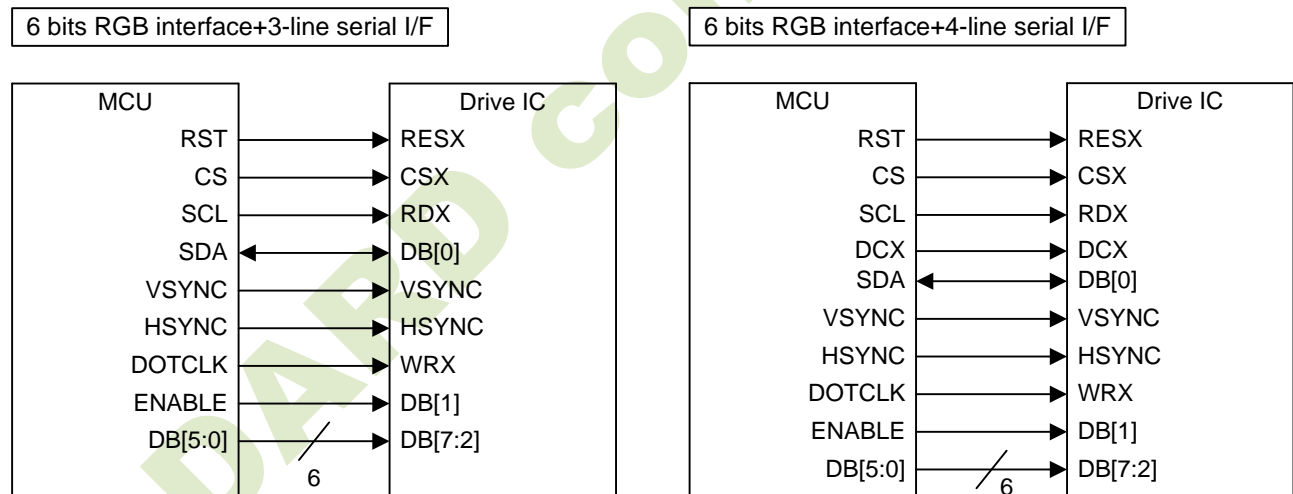 6 bits RGB interface+3-line serial I/F
MCU
Drive IC
RST
RESX
CS
CSX
SCL
RDX
SDA
DB[0]
VSYNC
VSYNC
HSYNC
HSYNC
DOTCLK
WRX
ENABLE
DB[1]
DB[5:0]
DB[7:2]
6
6 bits RGB interface+4-line serial I/F
MCU
Drive IC
RST
RESX
CS
CSX
SCL
RDX
DCX
DCX
SDA
DB[0]
VSYNC
VSYNC
HSYNC
HSYNC
DOTCLK
WRX
ENABLE
DB[1]
DB[5:0]
DB[7:2]
6
DARD co